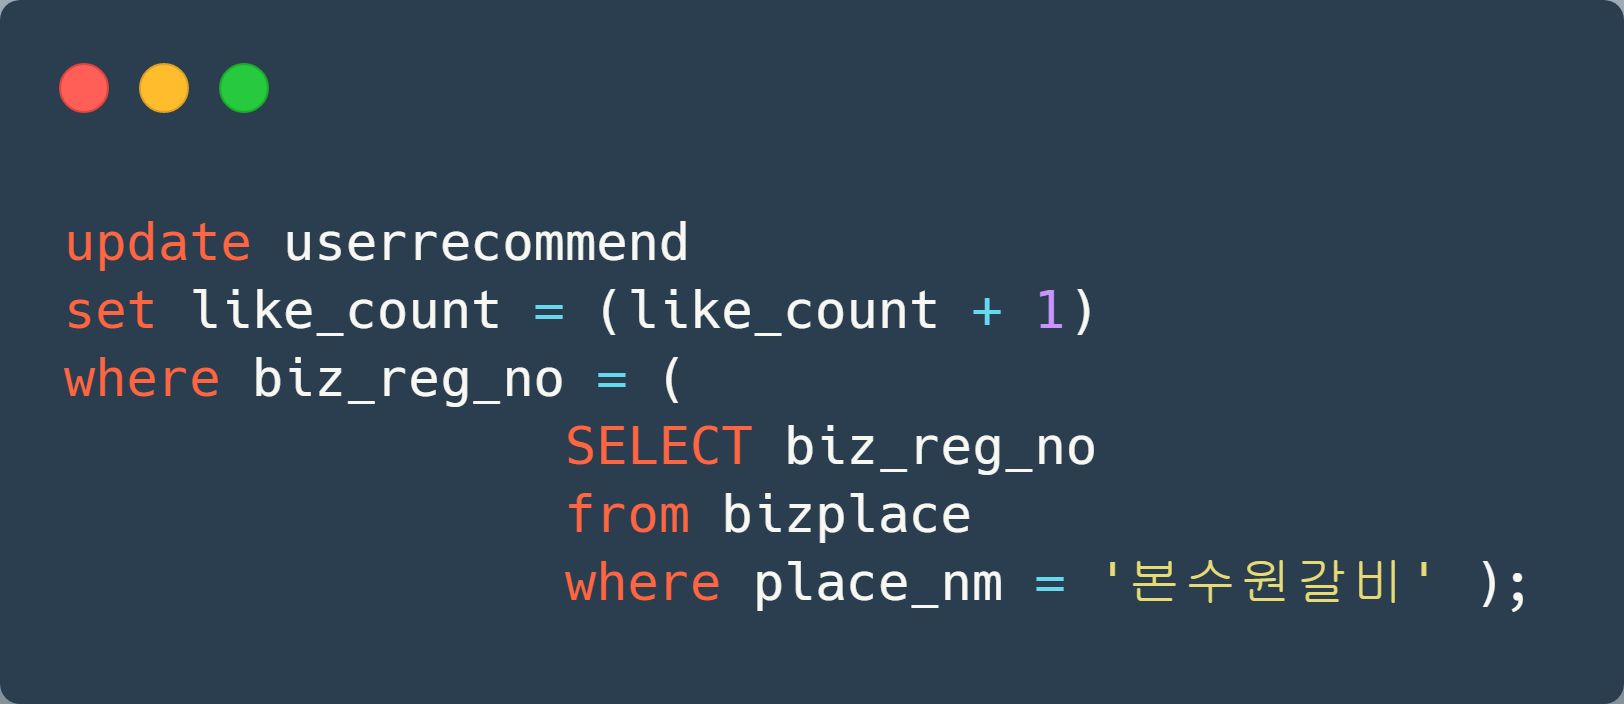 update userrecommend
set like_count = (like_count + 1)
where biz_reg_no = (
SELECT biz_reg_no
from bizplace
where place_nm = '본수원갈비' );